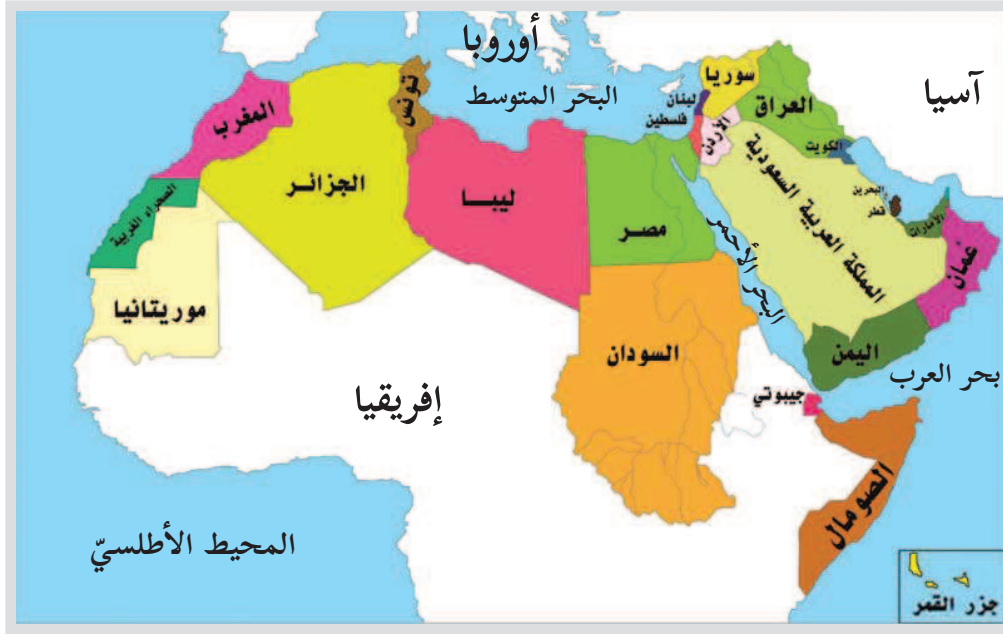 أوروبا
آسيا
البحر المتوسط
سوريا
لبنان
فلسطين
الأردن
العراق
الكويت
تونس
المغرب
الجزائر
ليبيا
مصر
الصحراء الغربية
موريتانيا
المملكة العربية السعودية
البحرين
قطر
الأمارات
عمان
البحر الأحمر
اليمن
بحر العرب
السودان
إفريقيا
جيبوتي
الصومال
المحيط الأطلسيّ
جزر القمر